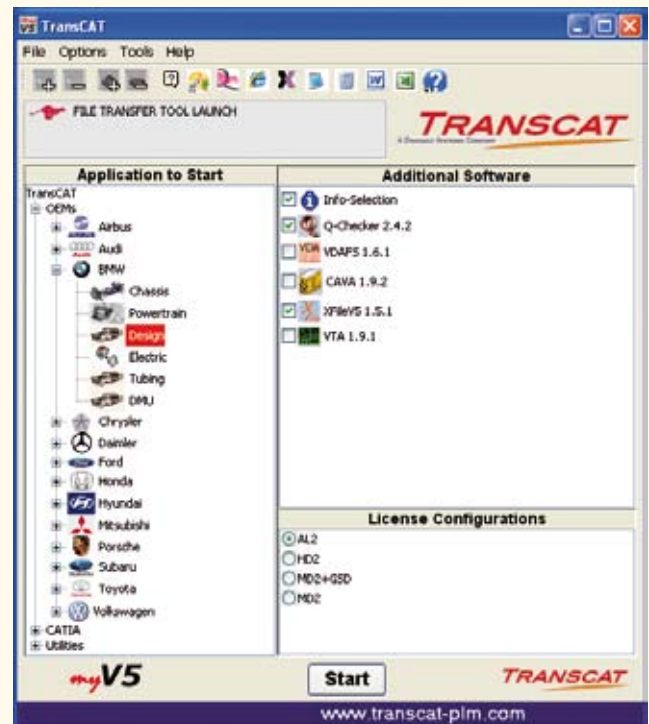 TransCAT
File Options Tools Help
FILE TRANSFER TOOL LAUNCH
TRANSCAT
Application to Start
TransCAT
OEMs
Airbus
Audi
BMW
Chassis
Powertrain
Design
Electric
Tubing
DMU
Chrysler
Daimler
Ford
Honda
Hyundai
Mitsubishi
Porsche
Subaru
Toyota
Volkswagen
CATIA
Utilities
Additional Software
Info-Selection
Q-Checker 2.4.2
VDAFS 1.6.1
CAVA 1.9.2
XFileV5 1.5.1
VTA 1.9.1
License Configurations
AL2
HD2
MD2+GSD
MD2
myV5
Start
TRANSCAT
www.transcat-plm.com